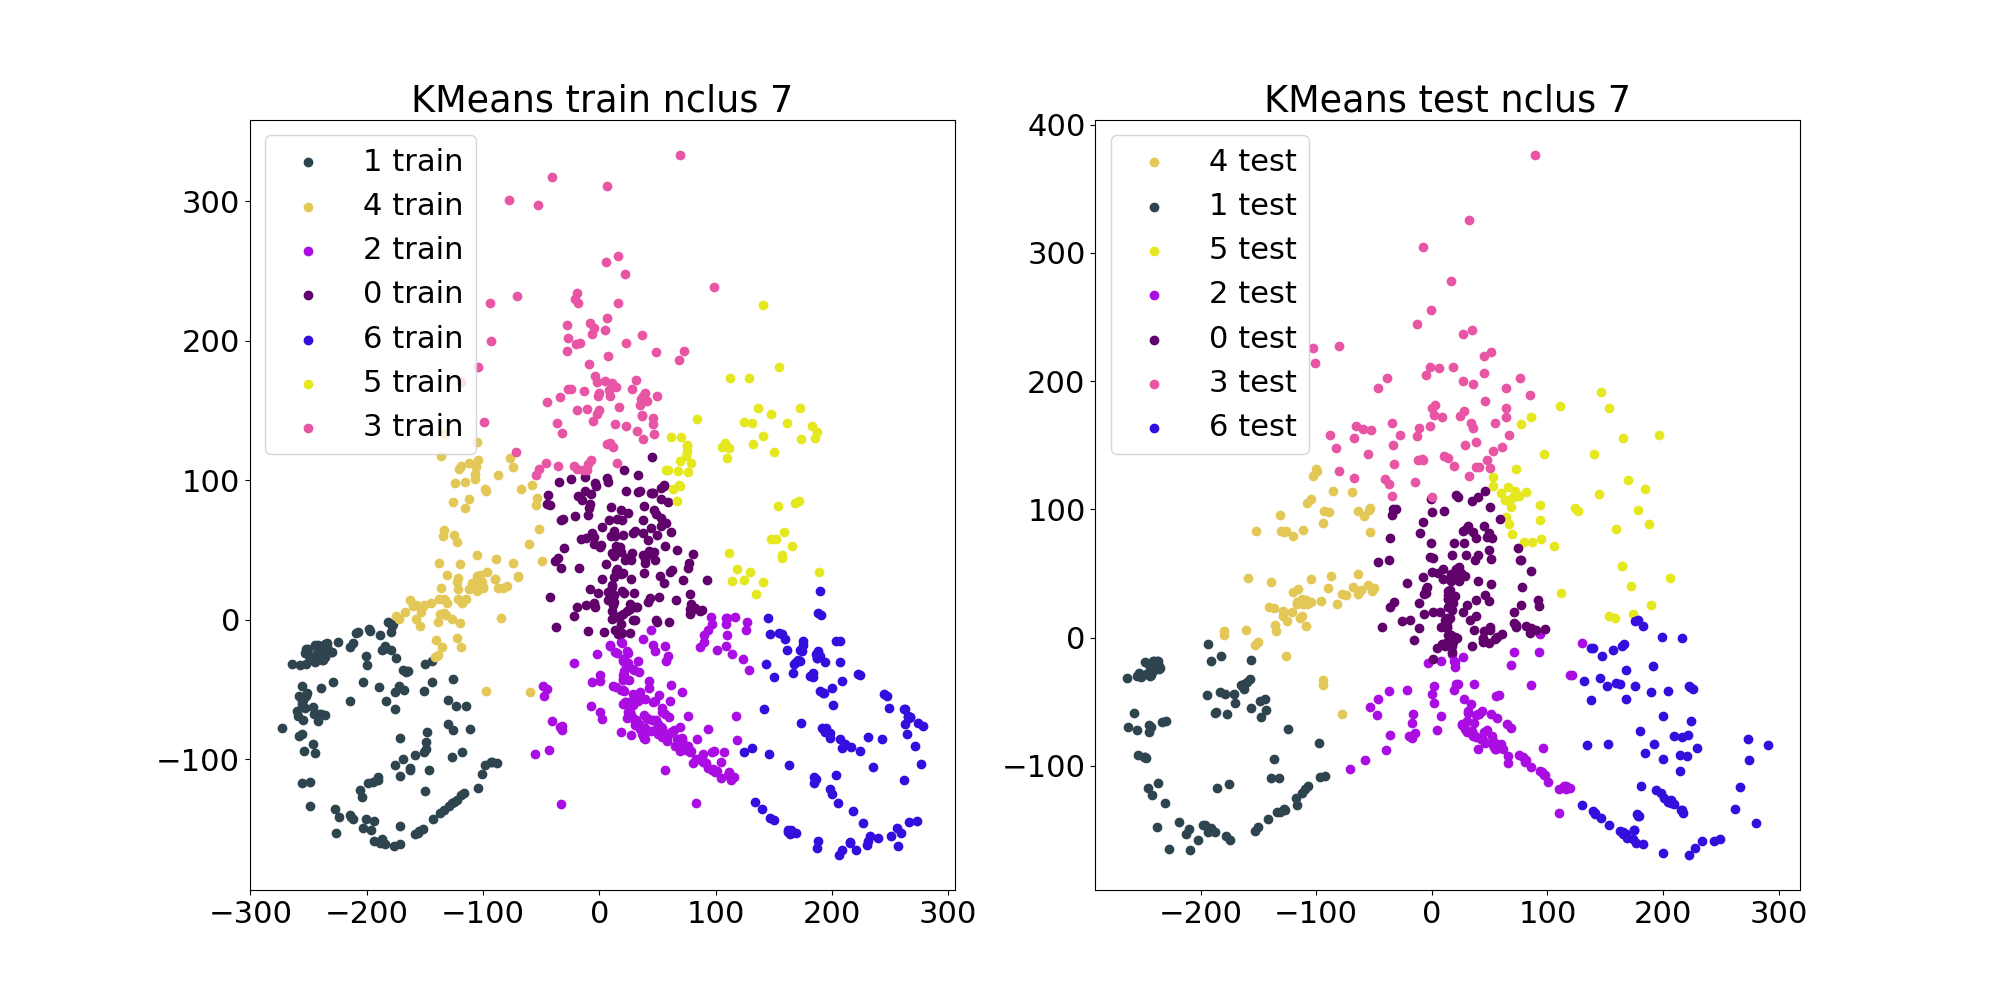 KMeans train nclus 7
1 train
4 train
2 train
0 train
6 train
5 train
3 train
300
200
100
0
−100
−300 −200 −100 0 100 200 300
KMeans test nclus 7
4 test
1 test
5 test
2 test
0 test
3 test
6 test
400
300
200
100
0
−100
−200 −100 0 100 200 300